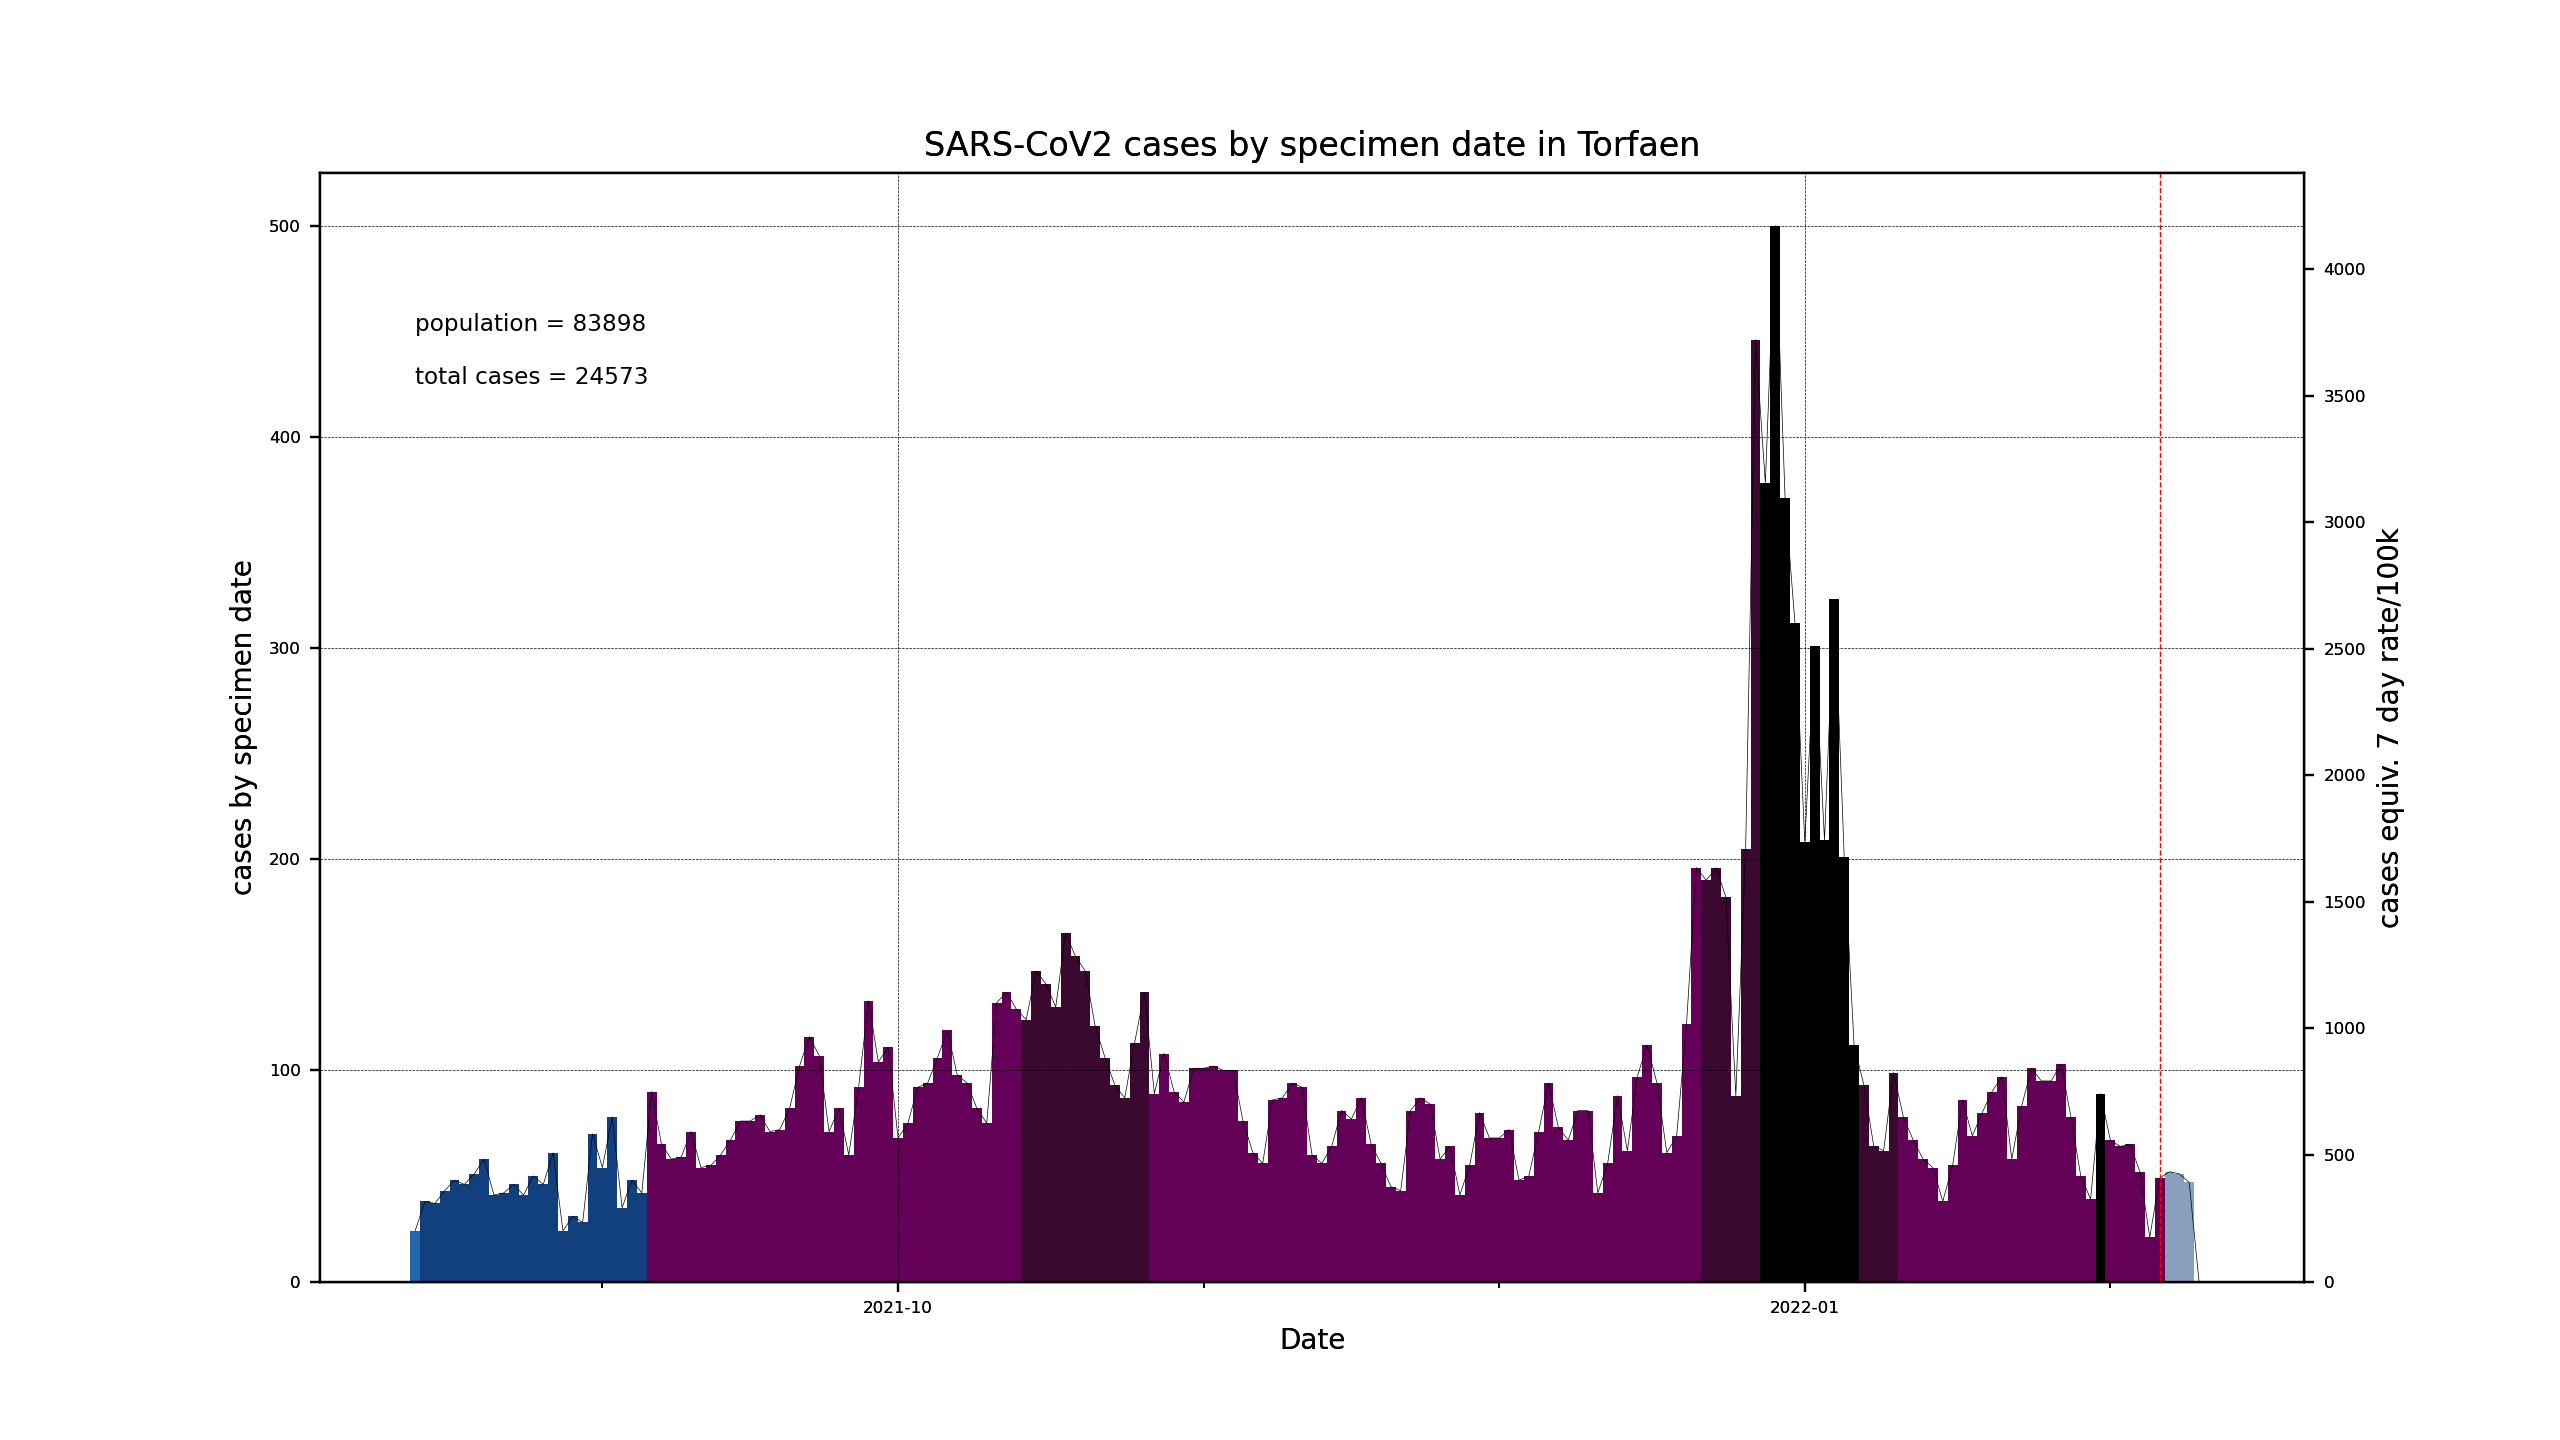 SARS-CoV2 cases by specimen date in Torfaen
population = 83898
total cases = 24573
cases by specimen date
500
400
300
200
100
0
4000
3500
3000
2500
2000
1500
1000
500
0
cases equiv. 7 day rate/100k
2021-10
2022-01
Date